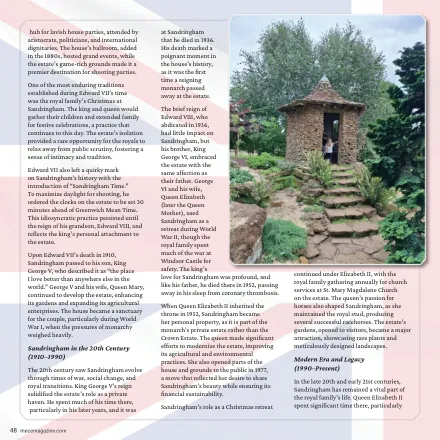 hub for lavish house parties, attended by
aristocrats, politicians, and international
dignitaries. The house's ballroom, added
in the 1880s, hosted grand events, while
the estate's game-rich grounds made it a
premier destination for shooting parties.
One of the most enduring traditions
established during Edward VII's time
was the royal family's Christmas at
Sandringham. The king and queen would
gather their children and extended family
for festive celebrations, a practice that
continues to this day. The estate's isolation
provided a rare opportunity for the royals to
relax away from public scrutiny, fostering a
sense of intimacy and tradition.
Edward VII also left a quirky mark
on Sandringham's history with the
introduction of "Sandringham Time."
To maximize daylight for shooting, he
ordered the clocks on the estate to be set 30
minutes ahead of Greenwich Mean Time.
This idiosyncratic practice persisted until
the reign of his grandson, Edward VIII, and
reflects the king's personal attachment to
the estate.
Upon Edward VII's death in 1910,
Sandringham passed to his son, King
George V, who described it as "the place
I love better than anywhere else in the
world." George V and his wife, Queen Mary,
continued to develop the estate, enhancing
its gardens and expanding its agricultural
enterprises. The house became a sanctuary
for the couple, particularly during World
War I, when the pressures of monarchy
weighed heavily.
Sandringham in the 20th Century
(1910–1990)
The 20th century saw Sandringham evolve
through times of war, social change, and
royal transitions. King George V's reign
solidified the estate's role as a private
haven. He spent much of his time there,
particularly in his later years, and it was
at Sandringham
that he died in 1936.
His death marked a
poignant moment in
the house's history,
as it was the first
time a reigning
monarch passed
away at the estate.
The brief reign of
Edward VIII, who
abdicated in 1936,
had little impact on
Sandringham, but
his brother, King
George VI, embraced
the estate with the
same affection as
their father. George
VI and his wife,
Queen Elizabeth
(later the Queen
Mother), used
Sandringham as a
retreat during World
War II, though the
royal family spent
much of the war at
Windsor Castle for
safety. The king's
love for Sandringham was profound, and
like his father, he died there in 1952, passing
away in his sleep from coronary thrombosis.
When Queen Elizabeth II inherited the
throne in 1952, Sandringham became
her personal property, as it is part of the
monarch's private estate rather than the
Crown Estate. The queen made significant
efforts to modernise the estate, improving
its agricultural and environmental
practices. She also opened parts of the
house and grounds to the public in 1977,
a move that reflected her desire to share
Sandringham's beauty while ensuring its
financial sustainability.
Sandringham's role as a Christmas retreat
continued under Elizabeth II, with the
royal family gathering annually for church
services at St. Mary Magdalene Church
on the estate. The queen's passion for
horses also shaped Sandringham, as she
maintained the royal stud, producing
several successful racehorses. The estate's
gardens, opened to visitors, became a major
attraction, showcasing rare plants and
meticulously designed landscapes.
Modern Era and Legacy
(1990–Present)
In the late 20th and early 21st centuries,
Sandringham has remained a vital part
of the royal family's life. Queen Elizabeth II
spent significant time there, particularly
48 mecemagazine.com